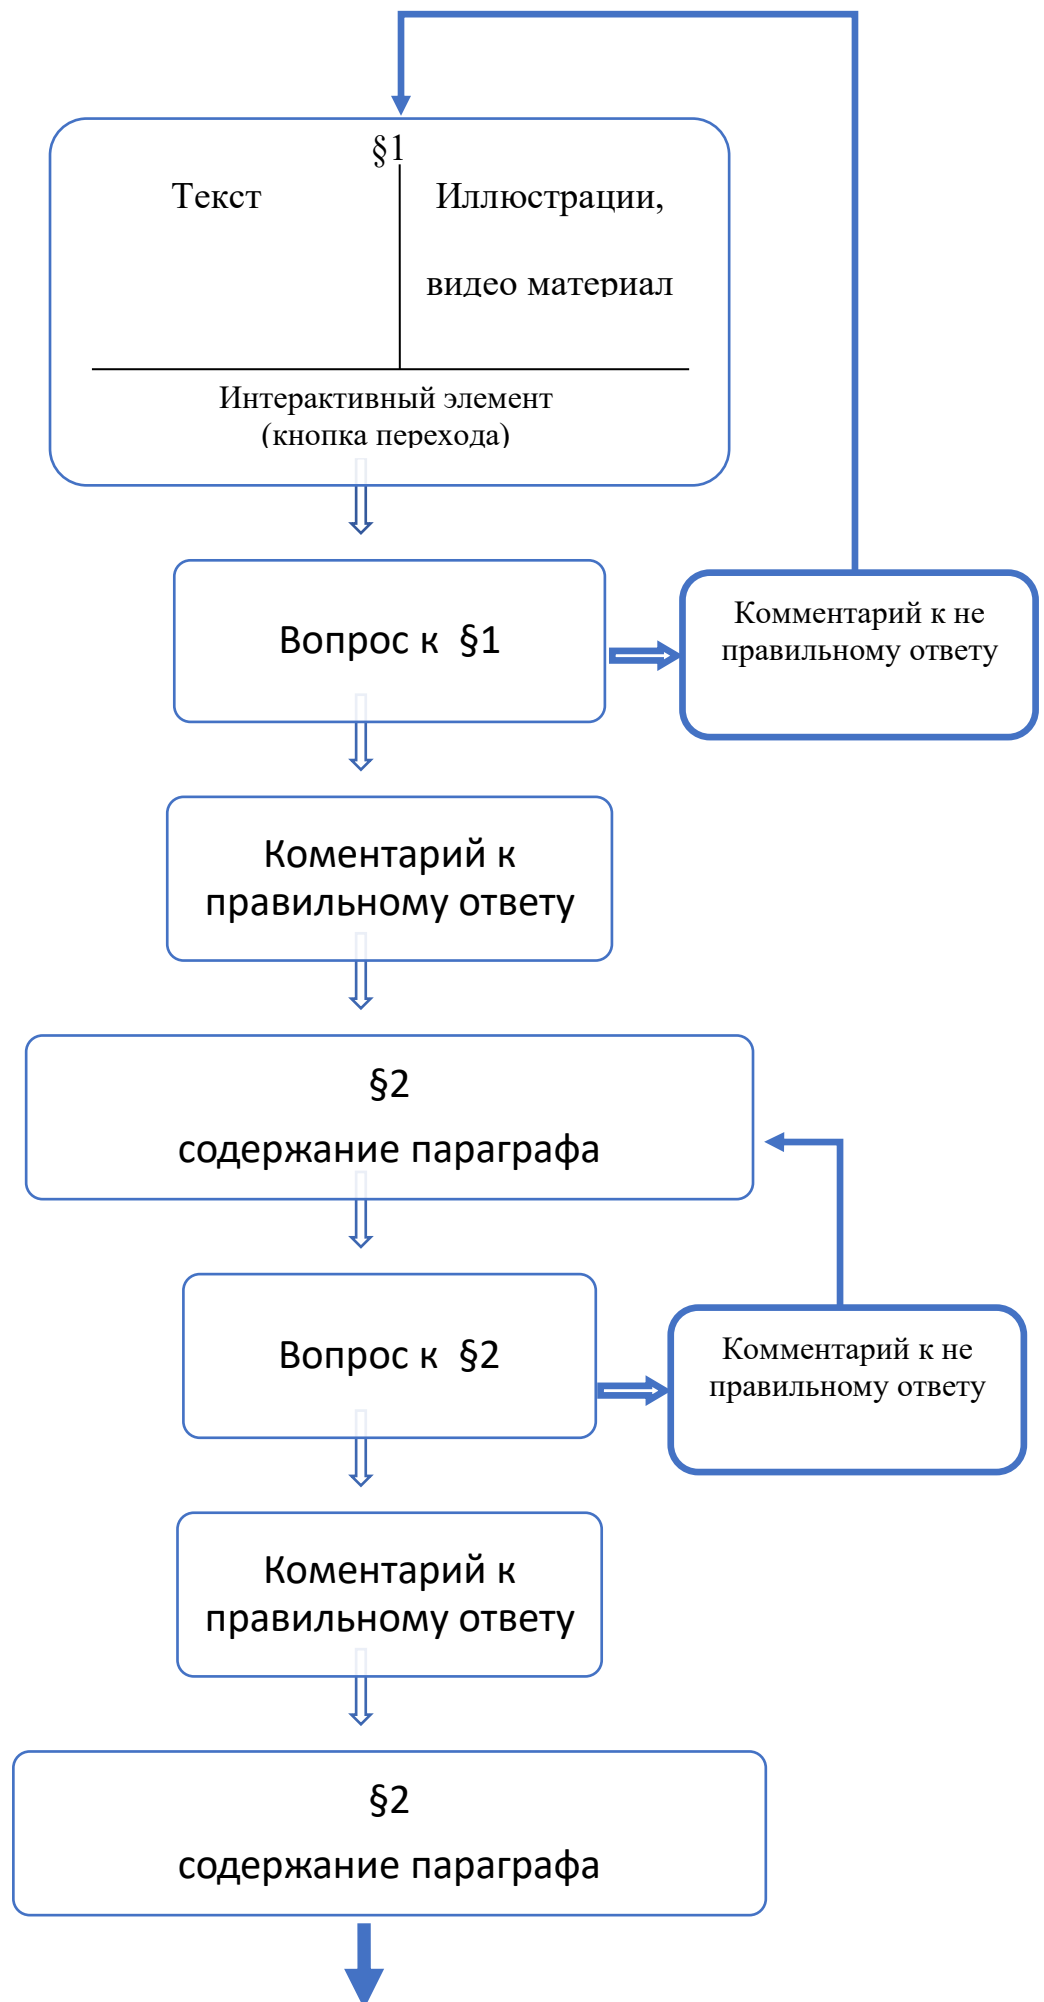 §1
Текст
Иллюстрации,
видео материал
Интерактивный элемент
(кнопка перехода)
Вопрос к §1
Комментарий к не
правильному ответу
Коментарий к
правильному ответу
§2
содержание параграфа
Вопрос к §2
Комментарий к не
правильному ответу
Коментарий к
правильному ответу
§2
содержание параграфа